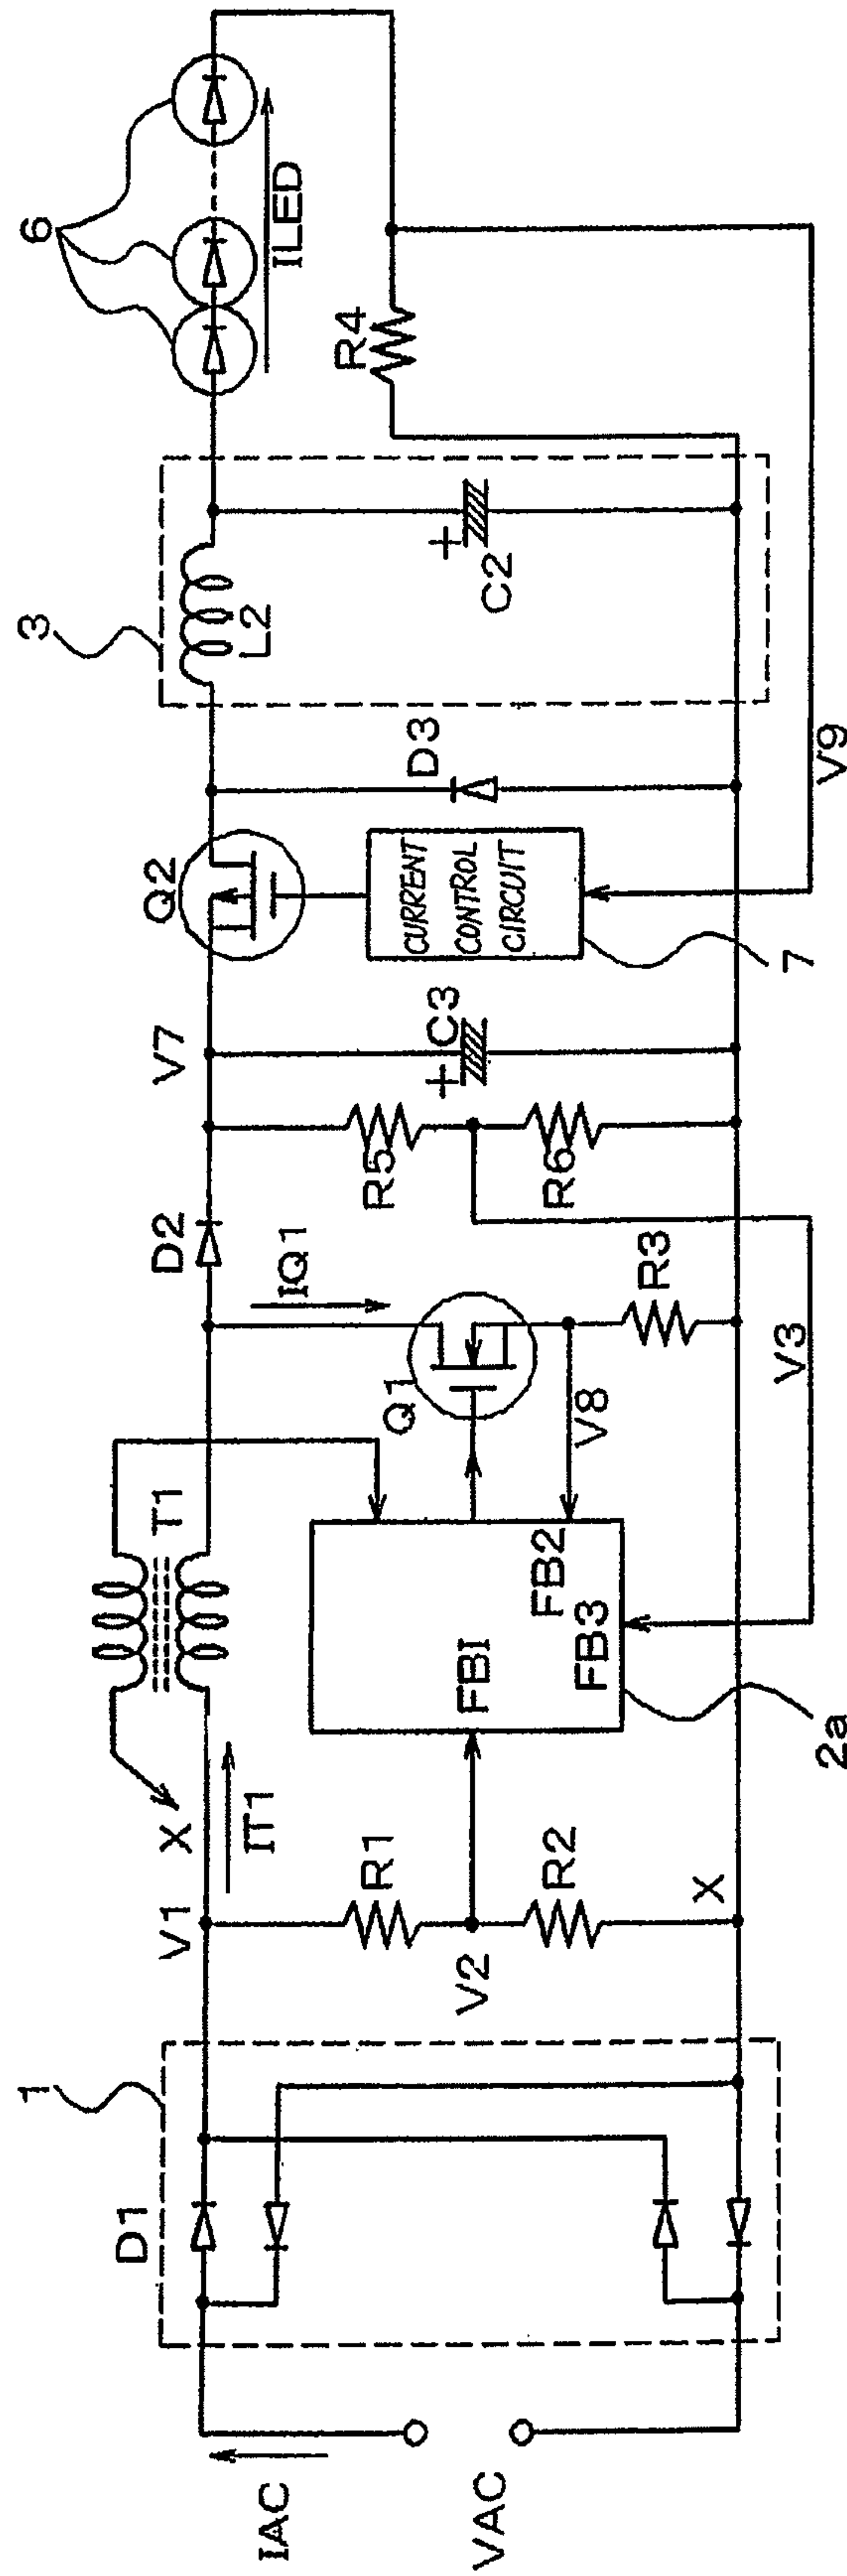 1
3
6
D1
V1
X
IT1
T1
D2
IQ1
V7
Q2
L2
ILED
IAC
VAC
R1
V2
R2
X
FB1
FB2
FB3
2a
Q1
V8
R3
V3
R5
R6
+
C3
CURRENT
CONTROL
CIRCUIT
7
D3
+
C2
R4
V9